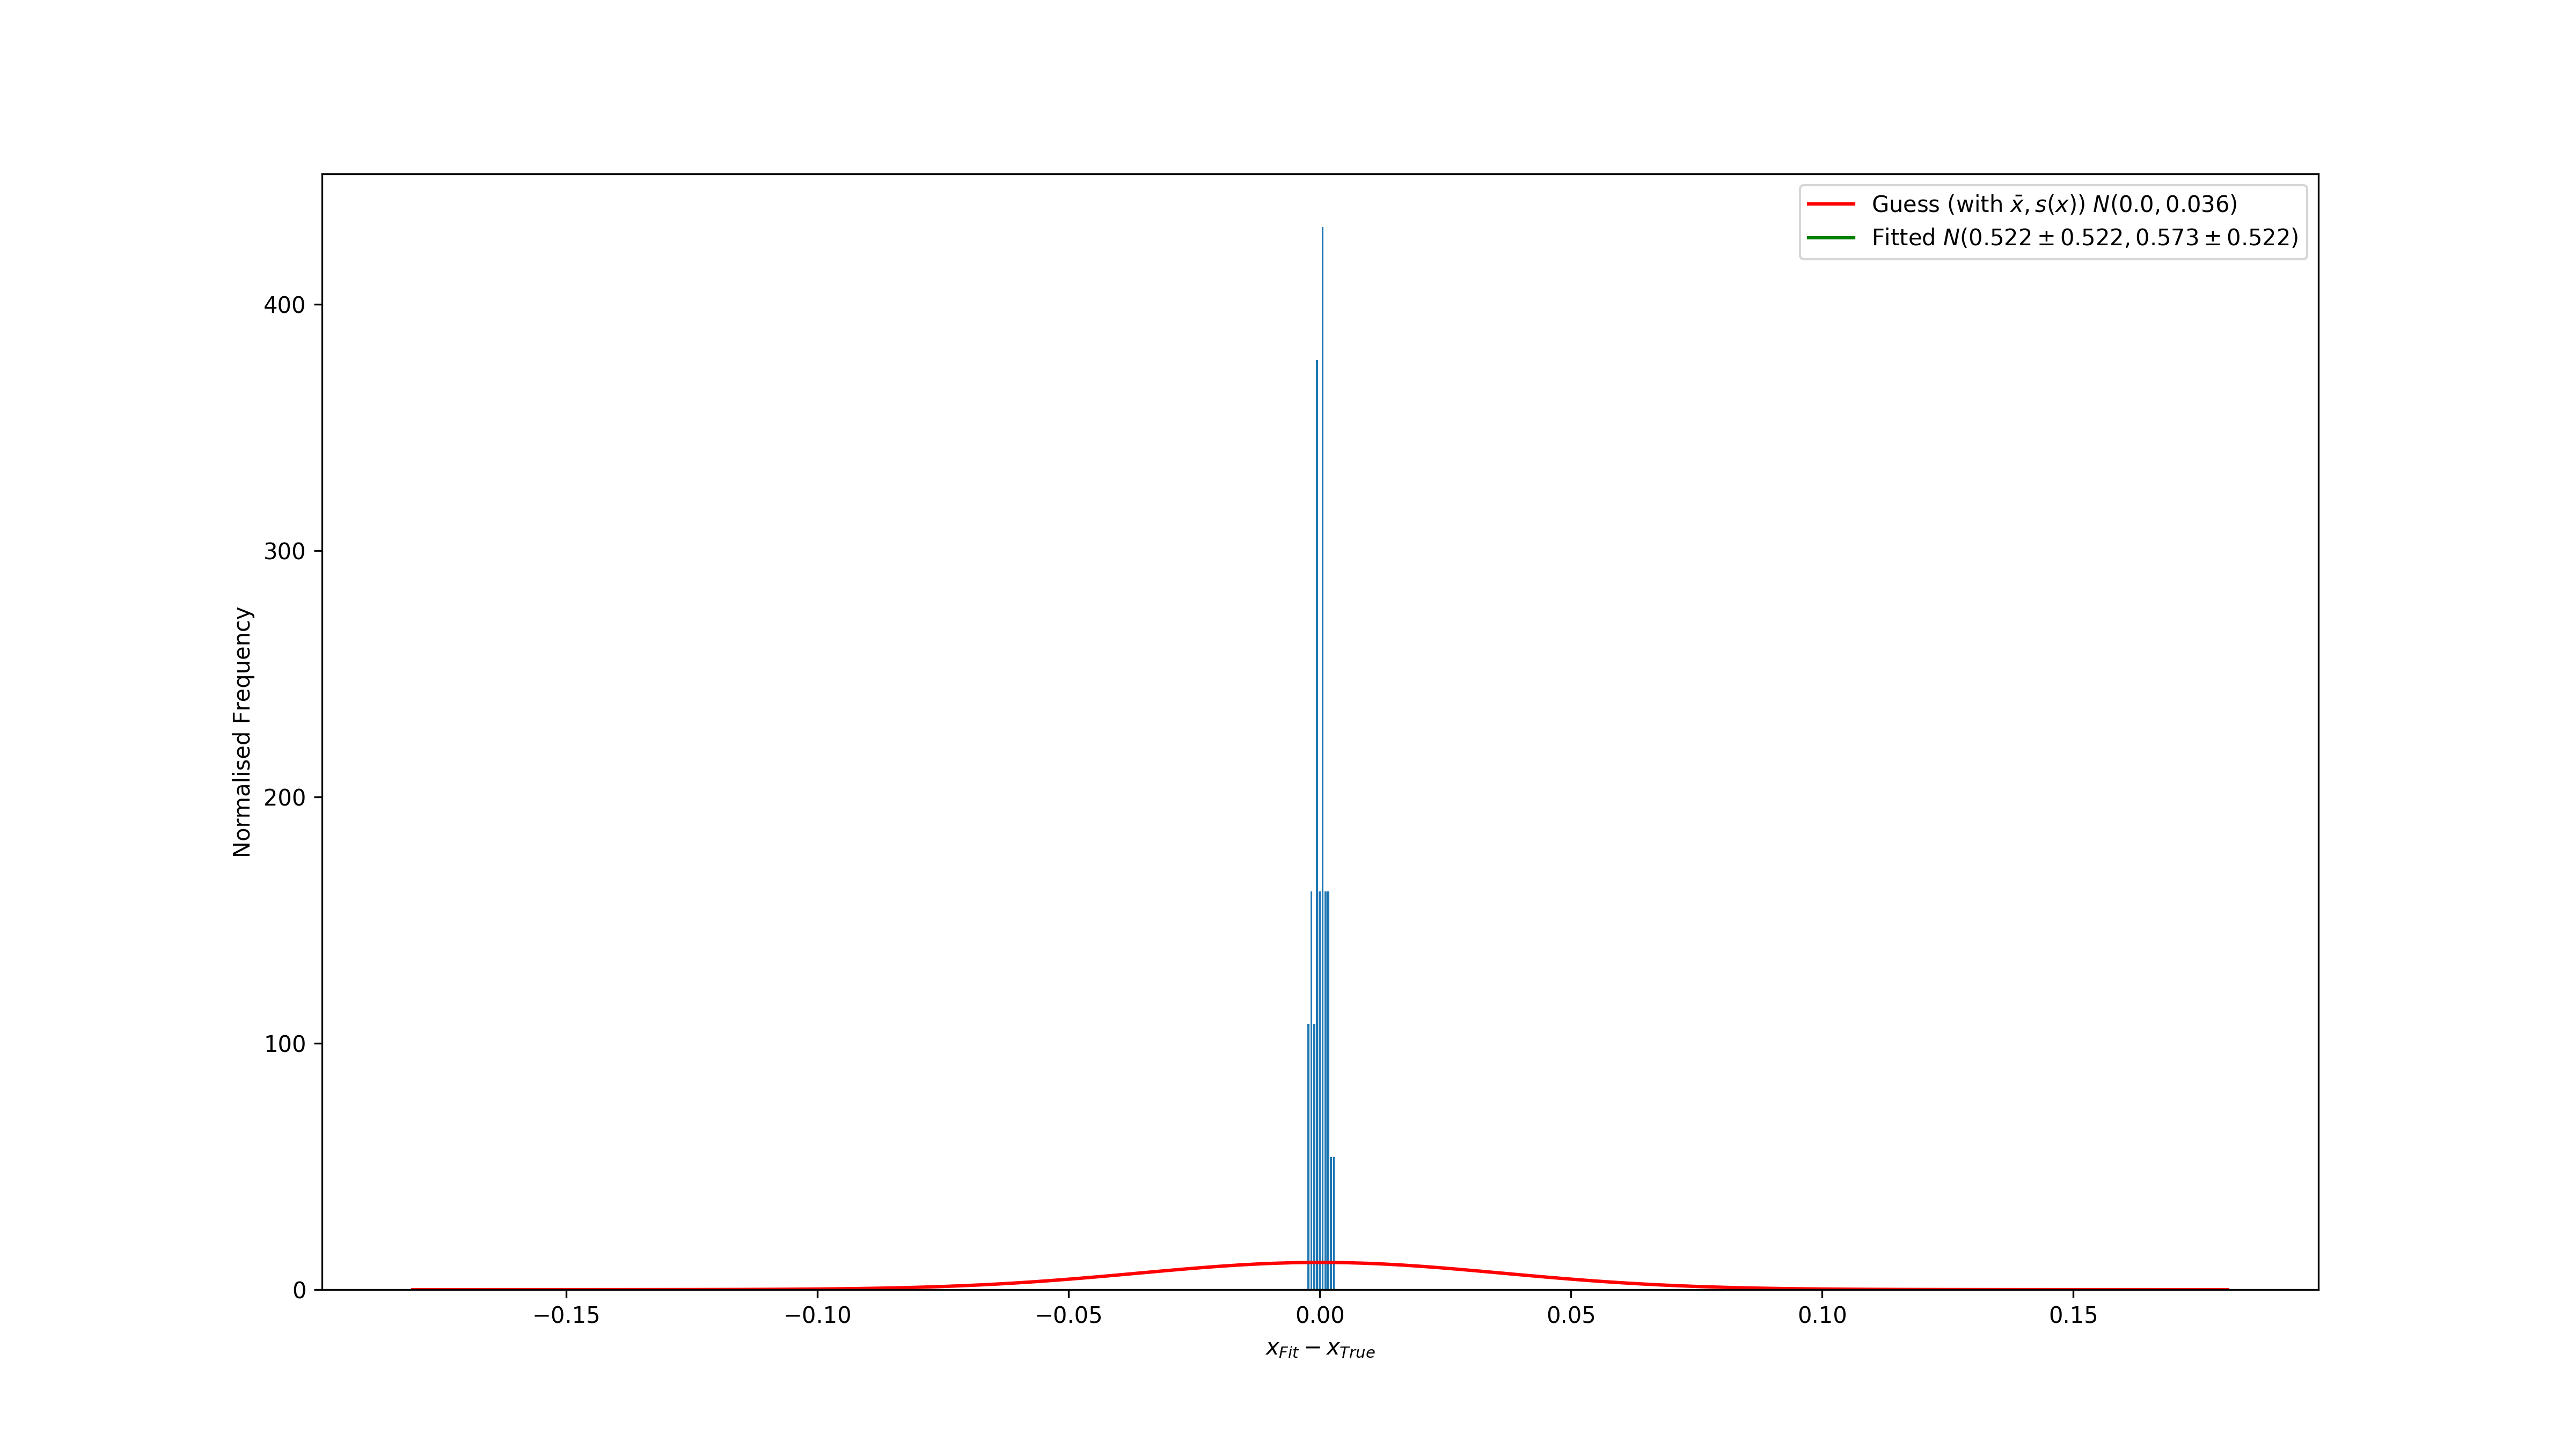 Guess (with x̄, s(x)) N(0.0, 0.036)
Fitted N(0.522 ± 0.522, 0.573 ± 0.522)
Normalised Frequency
400
300
200
100
0
−0.15 −0.10 −0.05 0.00 0.05 0.10 0.15
x_Fit − x_True